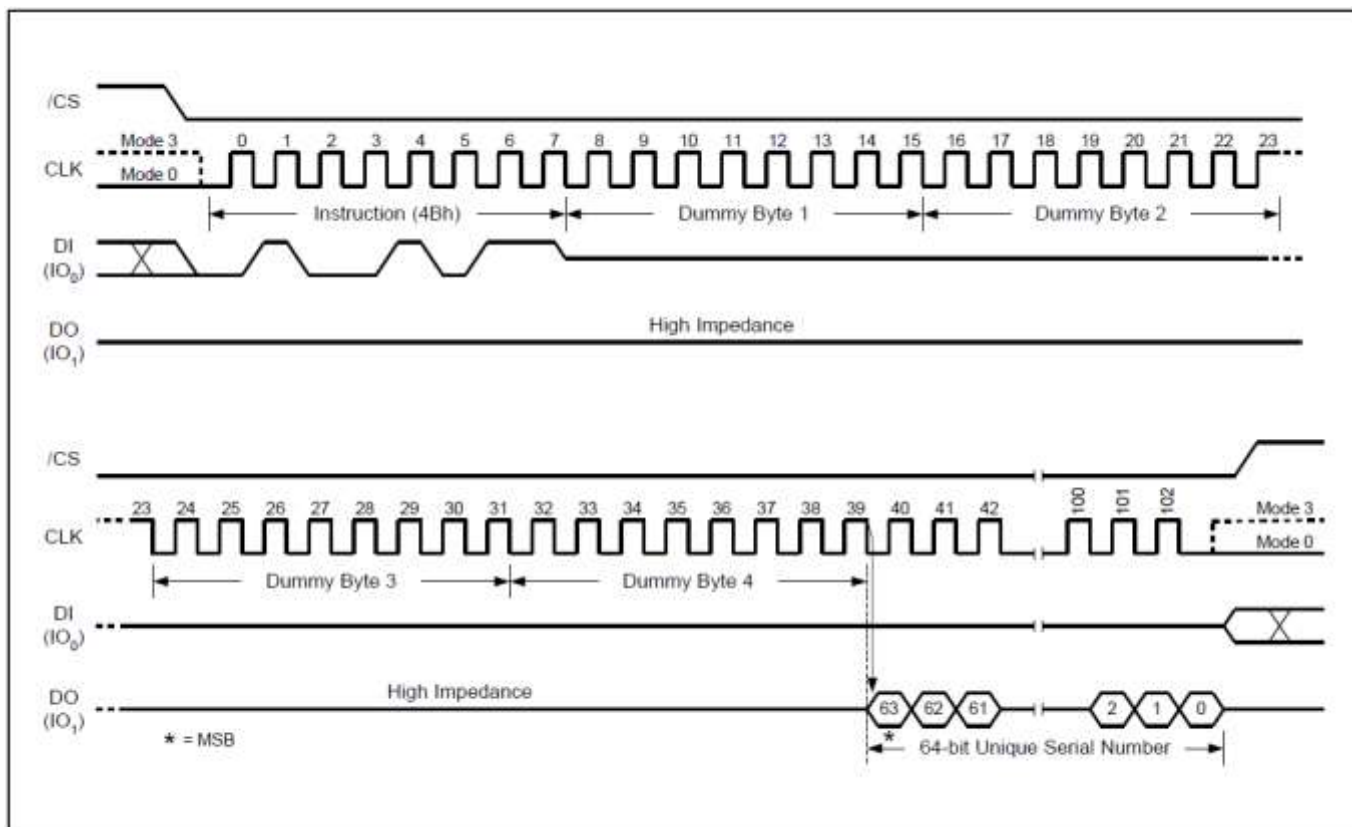 /CS
Mode 3 0 1 2 3 4 5 6 7 8 9 10 11 12 13 14 15 16 17 18 19 20 21 22 23
CLK
Mode 0
Instruction (4Bh) Dummy Byte 1 Dummy Byte 2
DI
(IO0)
High Impedance
DO
(IO1)
/CS
23 24 25 26 27 28 29 30 31 32 33 34 35 36 37 38 39 40 41 42 100 101 102 Mode 3
CLK
Mode 0
Dummy Byte 3 Dummy Byte 4
DI
(IO0)
High Impedance
DO
(IO1)
63 62 61 2 1 0
* = MSB
*
64-bit Unique Serial Number